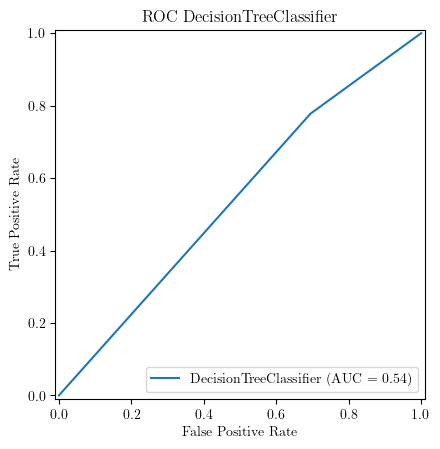 ROC DecisionTreeClassifier
1.0
0.8
0.6
0.4
0.2
0.0
True Positive Rate
DecisionTreeClassifier (AUC = 0.54)
0.0 0.2 0.4 0.6 0.8 1.0
False Positive Rate